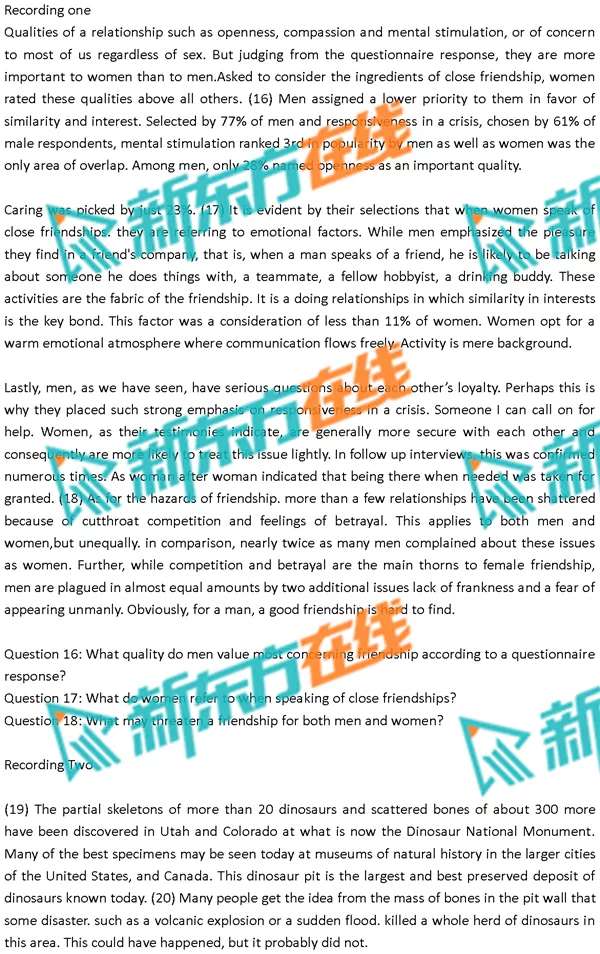 Recording one
Qualities of a relationship such as openness, compassion and mental stimulation, or of concern
to most of us regardless of sex. But judging from the questionnaire response, they are more
important to women than to men.Asked to consider the ingredients of close friendship, women
rated these qualities above all others. (16) Men assigned a lower priority to them in favor of
similarity and interest. Selected by 77% of men and responsiveness in a crisis, chosen by 61% of
male respondents, mental stimulation ranked 3rd in popularity by men as well as women was the
only area of overlap. Among men, only 28% named openness as an important quality.
Caring was picked by just 23%. (17) It is evident by their selections that when women speak of
close friendships. they are referring to emotional factors. While men emphasized the pleasure
they find in a friend's company, that is, when a man speaks of a friend, he is likely to be talking
about someone he does things with, a teammate, a fellow hobbyist, a drinking buddy. These
activities are the fabric of the friendship. It is a doing relationships in which similarity in interests
is the key bond. This factor was a consideration of less than 11% of women. Women opt for a
warm emotional atmosphere where communication flows freely. Activity is mere background.
Lastly, men, as we have seen, have serious questions about each other's loyalty. Perhaps this is
why they placed such strong emphasis on responsiveness in a crisis. Someone I can call on for
help. Women, as their testimonies indicate, are generally more secure with each other and
consequently are more likely to treat this issue lightly. In follow up interviews, this was confirmed
numerous times. As woman after woman indicated that being there when needed was taken for
granted. (18) As for the hazards of friendship. more than a few relationships have been shattered
because of cutthroat competition and feelings of betrayal. This applies to both men and
women,but unequally. in comparison, nearly twice as many men complained about these issues
as women. Further, while competition and betrayal are the main thorns to female friendship,
men are plagued in almost equal amounts by two additional issues lack of frankness and a fear of
appearing unmanly. Obviously, for a man, a good friendship is hard to find.
Question 16: What quality do men value most concerning friendship according to a questionnaire
response?
Question 17: What do women refer to when speaking of close friendships?
Question 18: What may threaten a friendship for both men and women?
Recording Two
(19) The partial skeletons of more than 20 dinosaurs and scattered bones of about 300 more
have been discovered in Utah and Colorado at what is now the Dinosaur National Monument.
Many of the best specimens may be seen today at museums of natural history in the larger cities
of the United States, and Canada. This dinosaur pit is the largest and best preserved deposit of
dinosaurs known today. (20) Many people get the idea from the mass of bones in the pit wall that
some disaster. such as a volcanic explosion or a sudden flood. killed a whole herd of dinosaurs in
this area. This could have happened, but it probably did not.
新东方在线
新东方在线
新东方在线
新
新
新